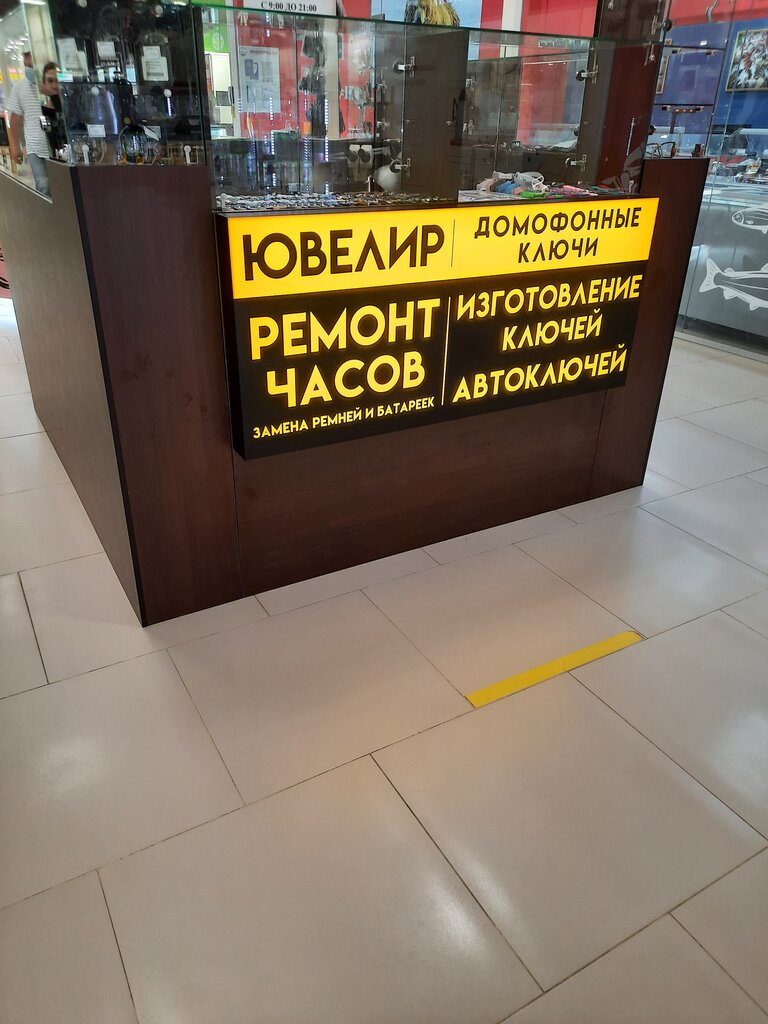 С 9:00 ДО 21:00
ЮВЕЛИР
ДОМОФОННЫЕ
КЛЮЧИ
РЕМОНТ
ЧАСОВ
ЗАМЕНА РЕМНЕЙ И БАТАРЕЕК
ИЗГОТОВЛЕНИЕ
КЛЮЧЕЙ
АВТОКЛЮЧЕЙ